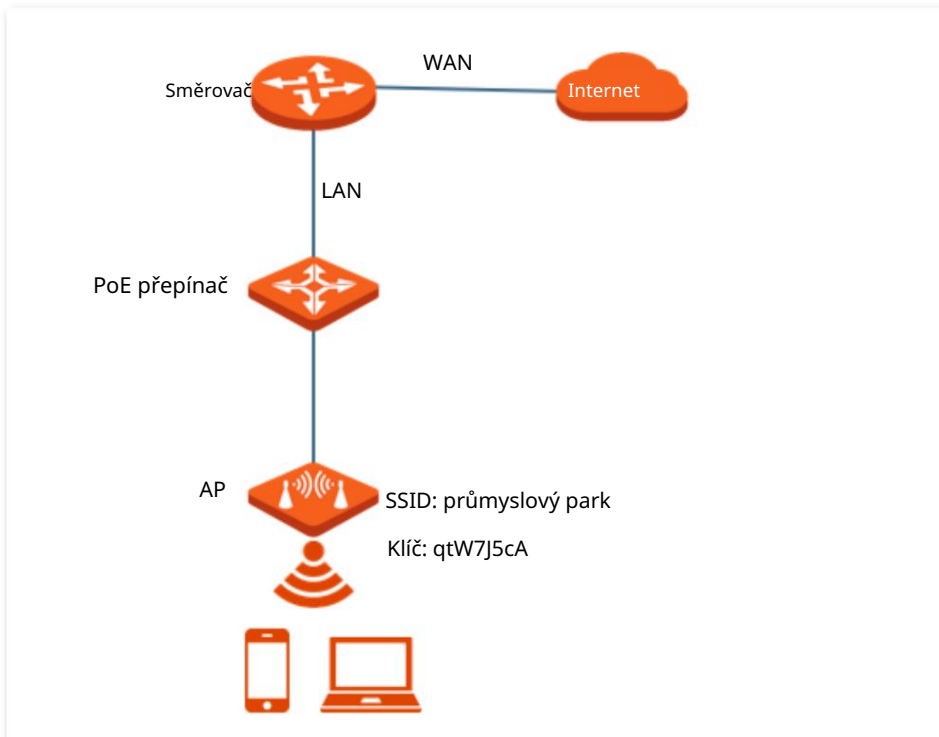 WAN
Směrovač
Internet
LAN
PoE přepínač
AP
SSID: průmyslový park
Klíč: qtW7J5cA